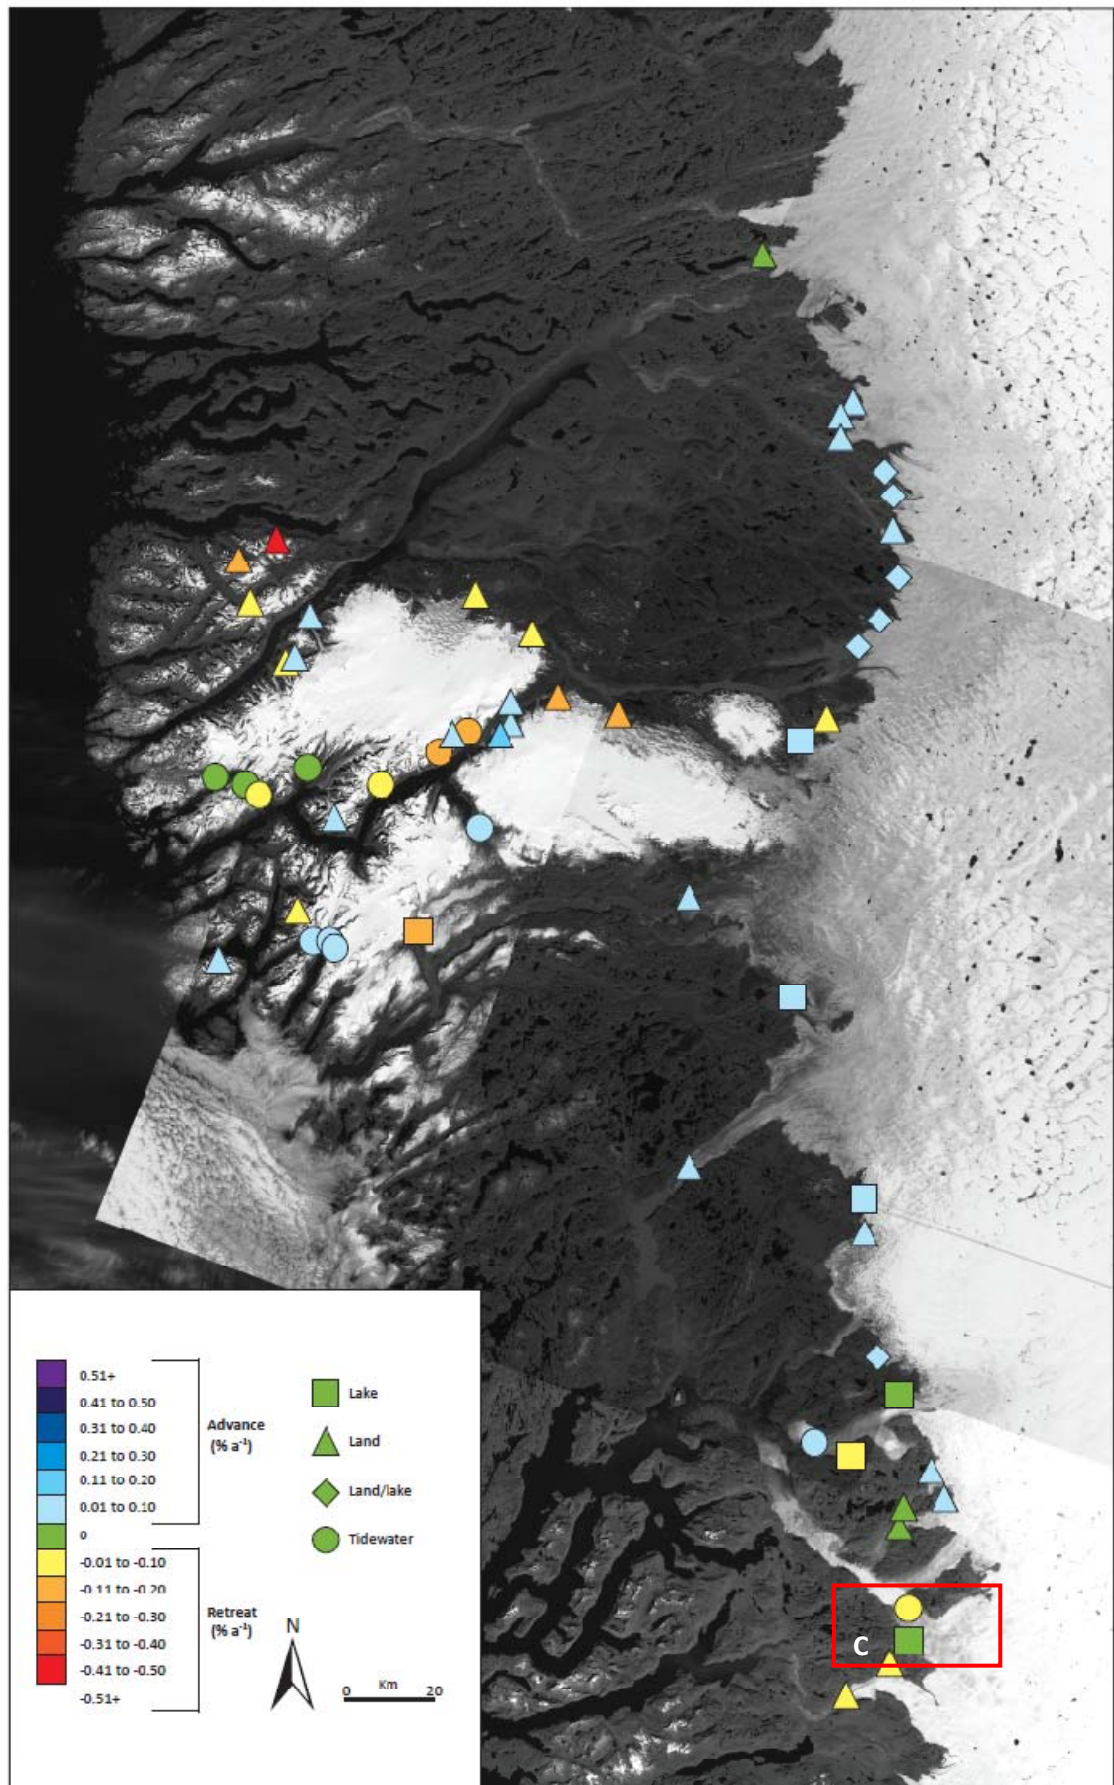 C
0.51+
0.41 to 0.50
0.31 to 0.40
0.21 to 0.30
0.11 to 0.20
0.01 to 0.10
0
-0.01 to -0.10
-0.11 to -0.20
-0.21 to -0.30
-0.31 to -0.40
-0.41 to -0.50
-0.51+
Advance
(% a⁻¹)
Retreat
(% a⁻¹)
Lake
Land
Land/lake
Tidewater
N
Km
0 20